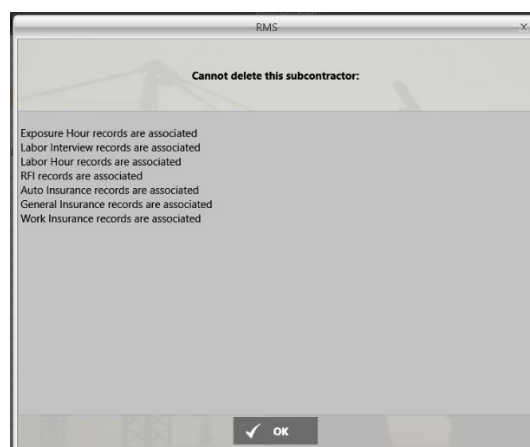 RMS
Cannot delete this subcontractor:
Exposure Hour records are associated
Labor Interview records are associated
Labor Hour records are associated
RFI records are associated
Auto Insurance records are associated
General Insurance records are associated
Work Insurance records are associated
OK